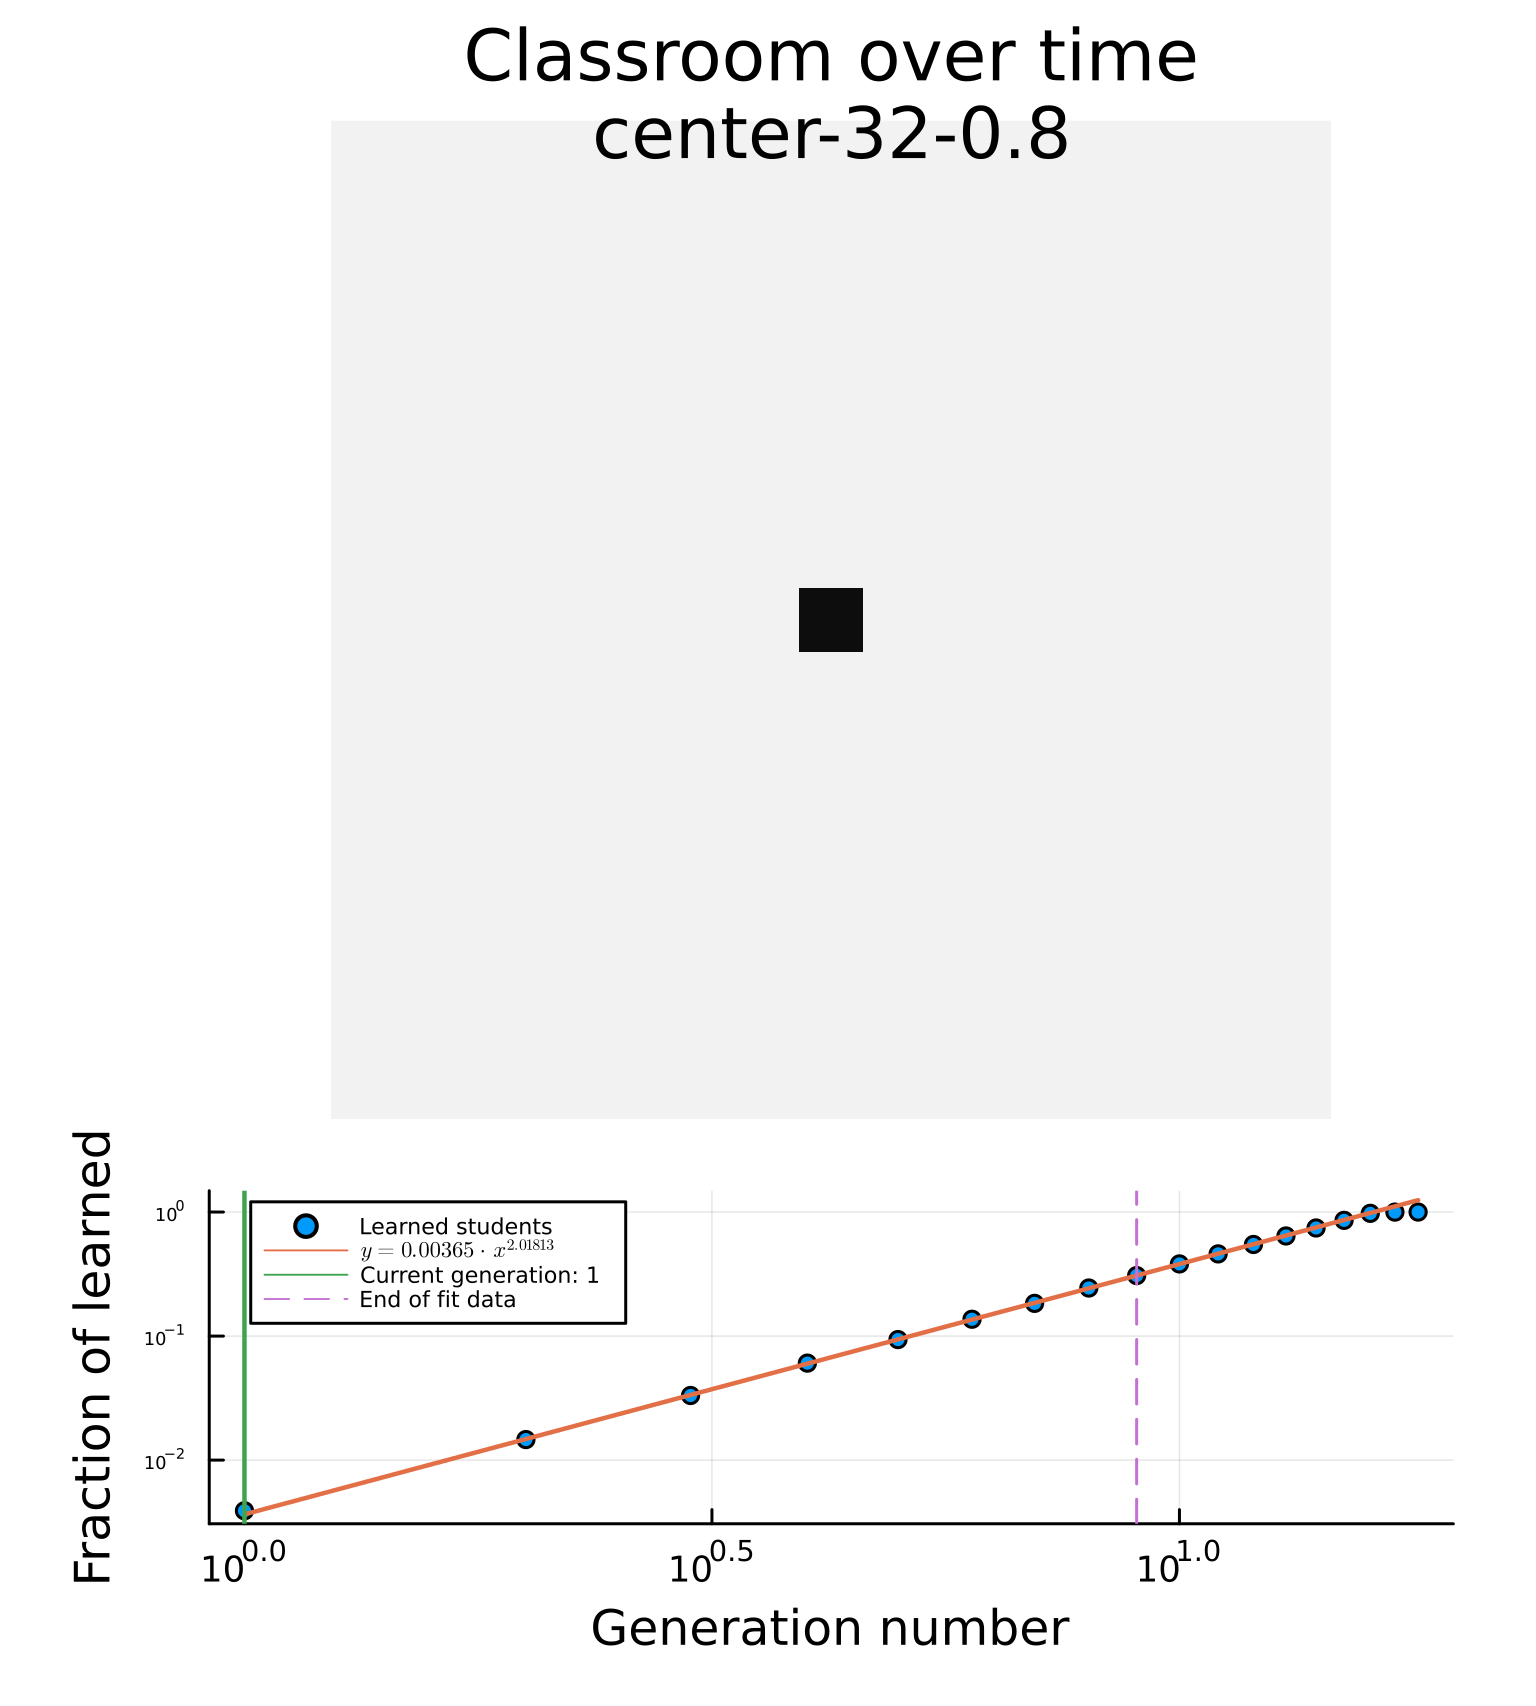 Classroom over time
center-32-0.8
Fraction of learned
10⁰
10⁻¹
10⁻²
Learned students
y = 0.00365 · x^2.01813
Current generation: 1
End of fit data
10^0.0
10^0.5
10^1.0
Generation number